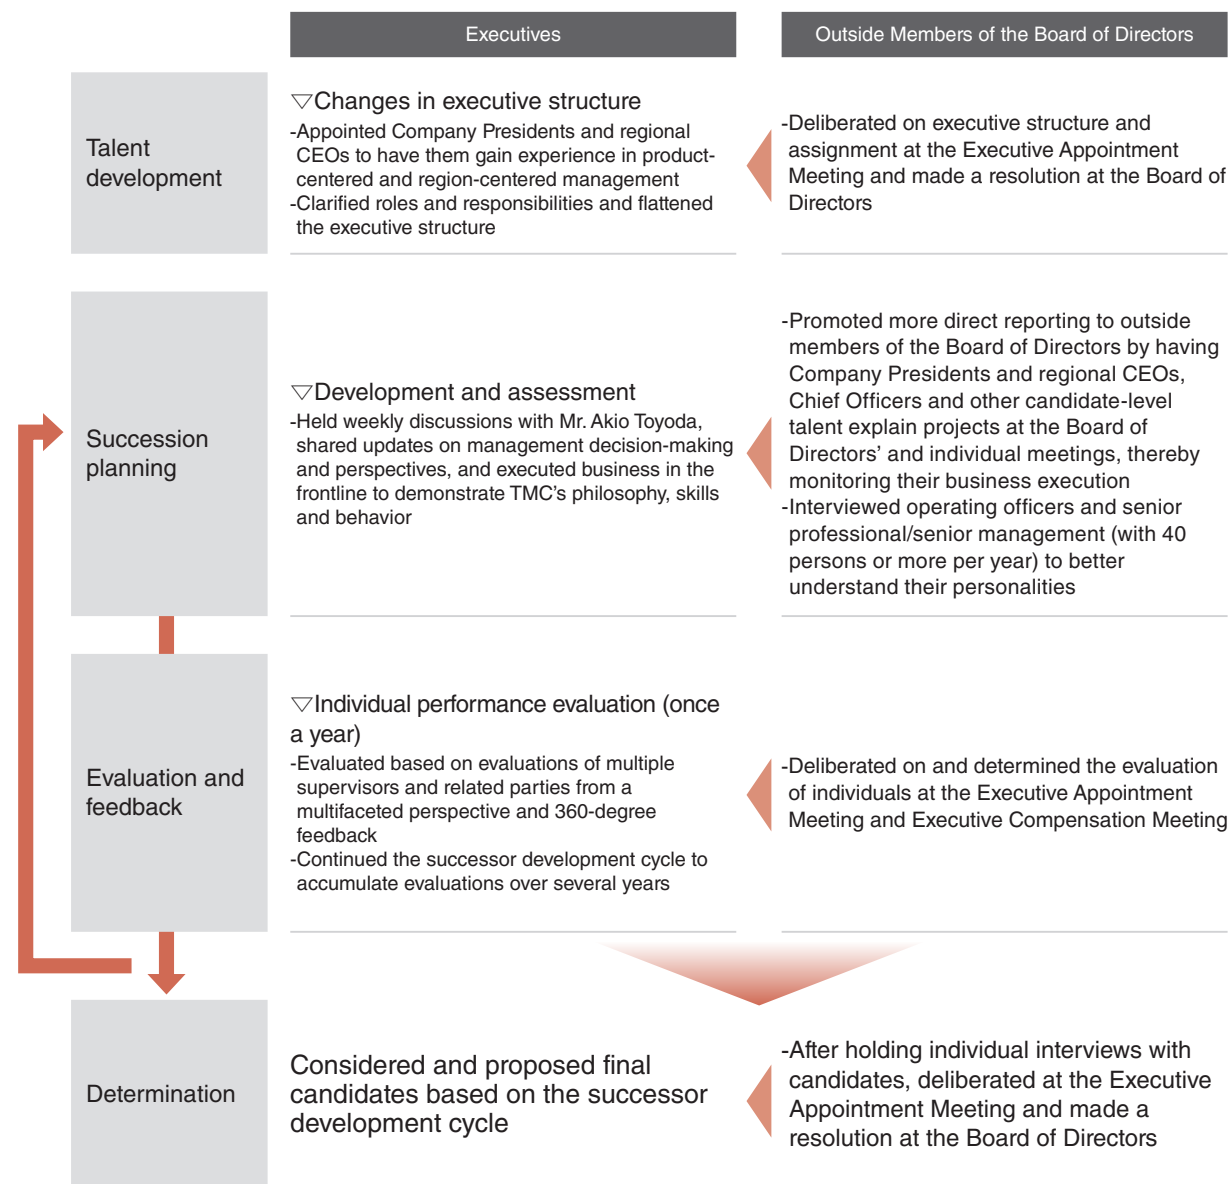 Executives
Outside Members of the Board of Directors
Talent
development
▽Changes in executive structure
-Appointed Company Presidents and regional
CEOs to have them gain experience in product-
centered and region-centered management
-Clarified roles and responsibilities and flattened
the executive structure
-Deliberated on executive structure and
assignment at the Executive Appointment
Meeting and made a resolution at the Board of
Directors
Succession
planning
▽Development and assessment
-Held weekly discussions with Mr. Akio Toyoda,
shared updates on management decision-making
and perspectives, and executed business in the
frontline to demonstrate TMC's philosophy, skills
and behavior
-Promoted more direct reporting to outside
members of the Board of Directors by having
Company Presidents and regional CEOs,
Chief Officers and other candidate-level
talent explain projects at the Board of
Directors' and individual meetings, thereby
monitoring their business execution
-Interviewed operating officers and senior
professional/senior management (with 40
persons or more per year) to better
understand their personalities
Evaluation and
feedback
▽Individual performance evaluation (once
a year)
-Evaluated based on evaluations of multiple
supervisors and related parties from a
multifaceted perspective and 360-degree
feedback
-Continued the successor development cycle to
accumulate evaluations over several years
-Deliberated on and determined the evaluation
of individuals at the Executive Appointment
Meeting and Executive Compensation Meeting
Determination
Considered and proposed final
candidates based on the successor
development cycle
-After holding individual interviews with
candidates, deliberated at the Executive
Appointment Meeting and made a
resolution at the Board of Directors